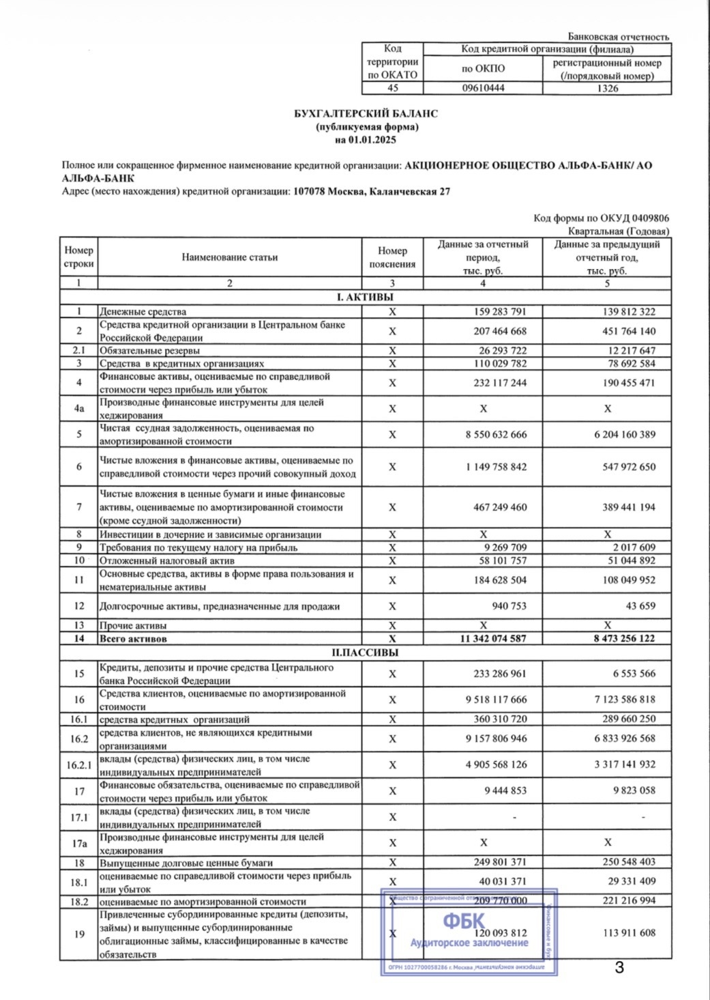 Банковская отчетность
Код территории по ОКАТО
Код кредитной организации (филиала)
по ОКПО
регистрационный номер (/порядковый номер)
45 09610444 1326
БУХГАЛТЕРСКИЙ БАЛАНС
(публикуемая форма)
на 01.01.2025
Полное или сокращенное фирменное наименование кредитной организации: АКЦИОНЕРНОЕ ОБЩЕСТВО АЛЬФА-БАНК/ АО
АЛЬФА-БАНК
Адрес (место нахождения) кредитной организации: 107078 Москва, Каланчевская 27
Код формы по ОКУД 0409806
Квартальная (Годовая)
Номер строки
Наименование статьи
Номер пояснения
Данные за отчетный период, тыс. руб.
Данные за предыдущий отчетный год, тыс. руб.
1 2 3 4 5
I. АКТИВЫ
1 Денежные средства X 159 283 791 139 812 322
2 Средства кредитной организации в Центральном банке Российской Федерации X 207 464 668 451 764 140
2.1 Обязательные резервы X 26 293 722 12 217 647
3 Средства в кредитных организациях X 110 029 782 78 692 584
4 Финансовые активы, оцениваемые по справедливой стоимости через прибыль или убыток X 232 117 244 190 455 471
4а Производные финансовые инструменты для целей хеджирования X X X
5 Чистая ссудная задолженность, оцениваемая по амортизированной стоимости X 8 550 632 666 6 204 160 389
6 Чистые вложения в финансовые активы, оцениваемые по справедливой стоимости через прочий совокупный доход X 1 149 758 842 547 972 650
7 Чистые вложения в ценные бумаги и иные финансовые активы, оцениваемые по амортизированной стоимости (кроме ссудной задолженности) X 467 249 460 389 441 194
8 Инвестиции в дочерние и зависимые организации X X X
9 Требования по текущему налогу на прибыль X 9 269 709 2 017 609
10 Отложенный налоговый актив X 58 101 757 51 044 892
11 Основные средства, активы в форме права пользования и нематериальные активы X 184 628 504 108 049 952
12 Долгосрочные активы, предназначенные для продажи X 940 753 43 659
13 Прочие активы X X X
14 Всего активов X 11 342 074 587 8 473 256 122
II.ПАССИВЫ
15 Кредиты, депозиты и прочие средства Центрального банка Российской Федерации X 233 286 961 6 553 566
16 Средства клиентов, оцениваемые по амортизированной стоимости X 9 518 117 666 7 123 586 818
16.1 средства кредитных организаций X 360 310 720 289 660 250
16.2 средства клиентов, не являющихся кредитными организациями X 9 157 806 946 6 833 926 568
16.2.1 вклады (средства) физических лиц, в том числе индивидуальных предпринимателей X 4 905 568 126 3 317 141 932
17 Финансовые обязательства, оцениваемые по справедливой стоимости через прибыль или убыток X 9 444 853 9 823 058
17.1 вклады (средства) физических лиц, в том числе индивидуальных предпринимателей X - -
17а Производные финансовые инструменты для целей хеджирования X X X
18 Выпущенные долговые ценные бумаги X 249 801 371 250 548 403
18.1 оцениваемые по справедливой стоимости через прибыль или убыток X 40 031 371 29 331 409
18.2 оцениваемые по амортизированной стоимости X 209 770 000 221 216 994
19 Привлеченные субординированные кредиты (депозиты, займы) и выпущенные субординированные облигационные займы, классифицированные в качестве обязательств X 120 093 812 113 911 608
Общество с ограниченной
ФБК
Аудиторское заключение
ОГРН 1027700058286 г. Москва
3